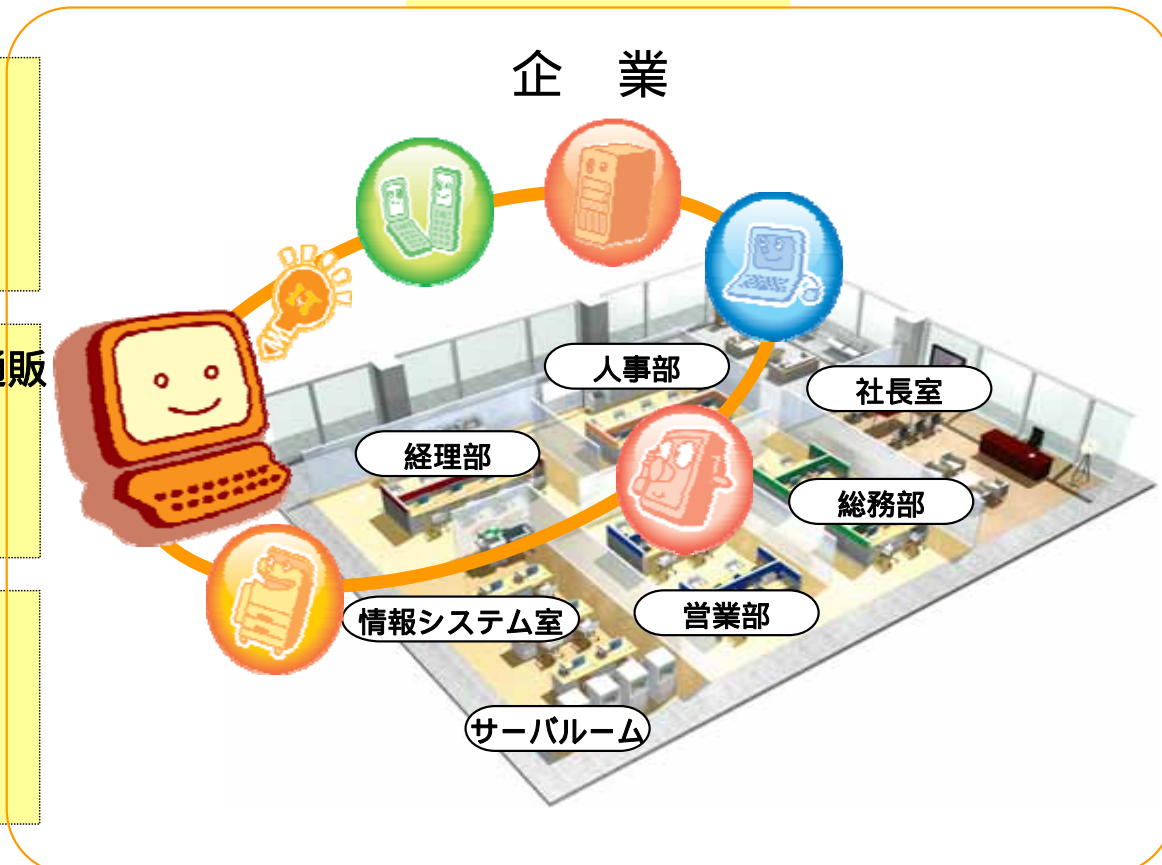 企　業
人事部
社長室
経理部
総務部
営業部
情報システム室
サーバルーム
販